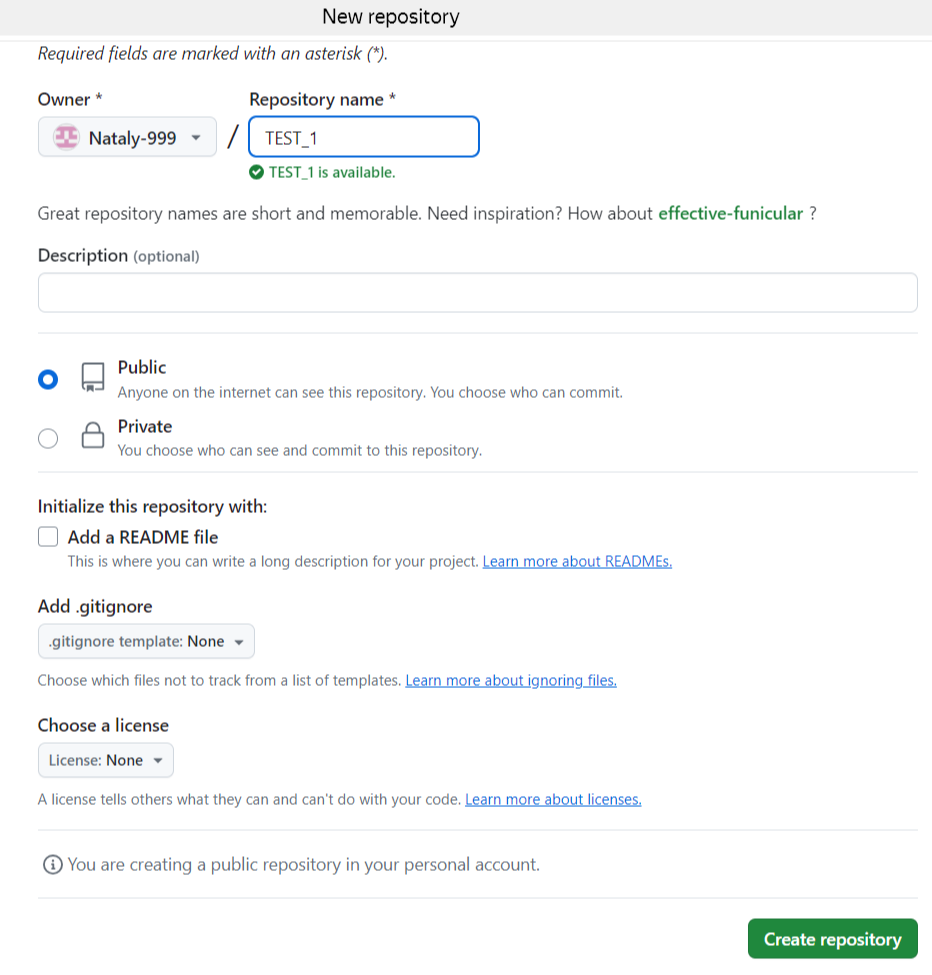 New repository
Required fields are marked with an asterisk (*).
Owner * Repository name *
Nataly-999 / TEST_1
TEST_1 is available.
Great repository names are short and memorable. Need inspiration? How about effective-funicular ?
Description (optional)
Public
Anyone on the internet can see this repository. You choose who can commit.
Private
You choose who can see and commit to this repository.
Initialize this repository with:
Add a README file
This is where you can write a long description for your project. Learn more about READMEs.
Add .gitignore
.gitignore template: None
Choose which files not to track from a list of templates. Learn more about ignoring files.
Choose a license
License: None
A license tells others what they can and can't do with your code. Learn more about licenses.
You are creating a public repository in your personal account.
Create repository